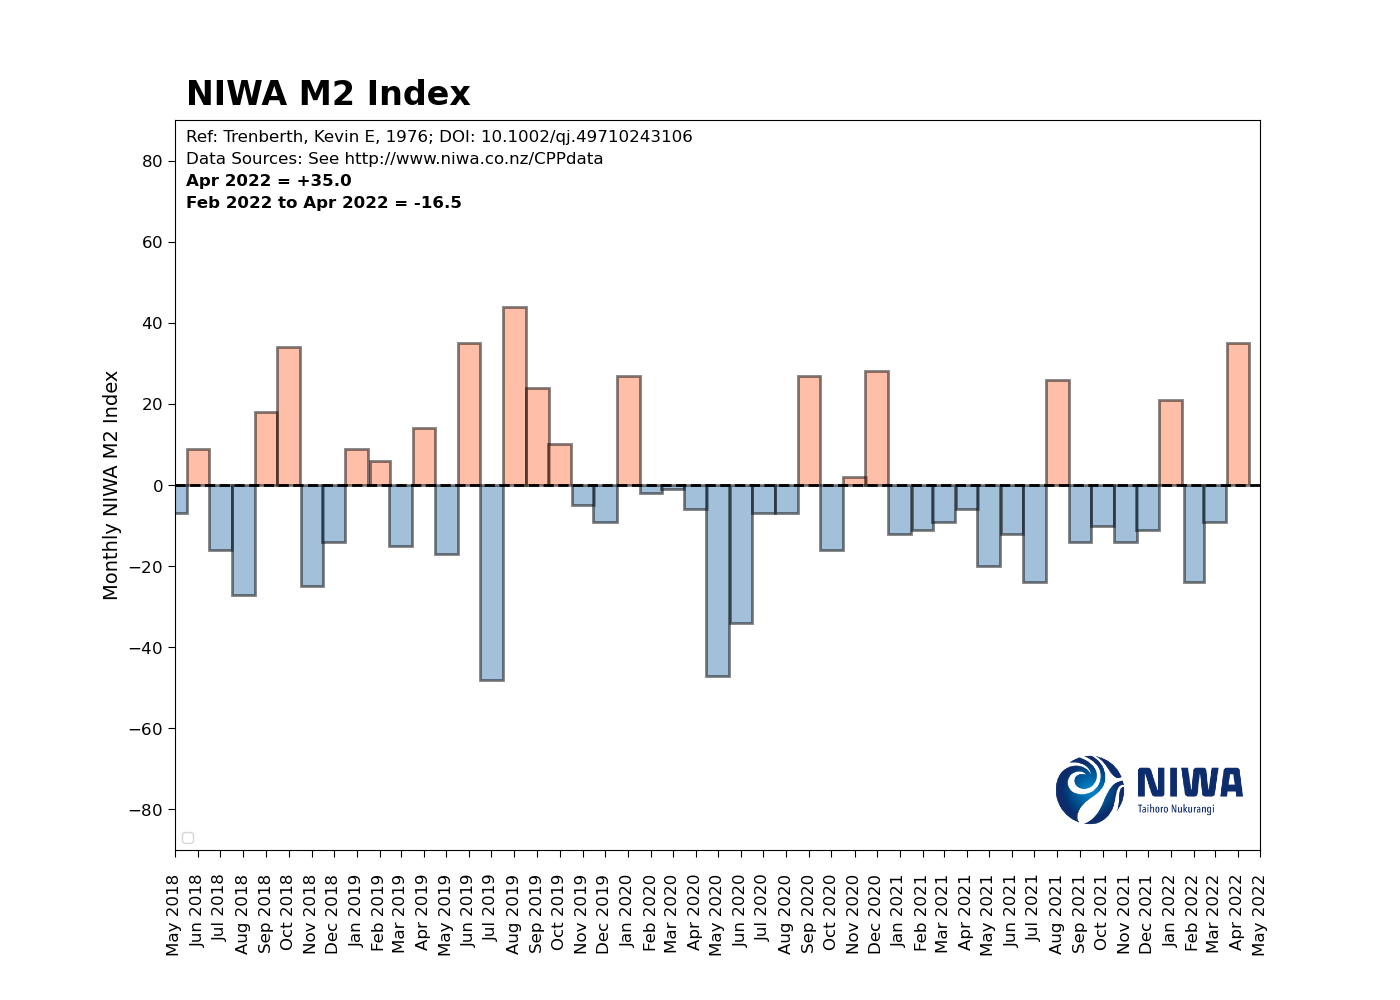 NIWA M2 Index
Ref: Trenberth, Kevin E, 1976; DOI: 10.1002/qj.49710243106
Data Sources: See http://www.niwa.co.nz/CPPdata
Apr 2022 = +35.0
Feb 2022 to Apr 2022 = -16.5
Monthly NIWA M2 Index
80
60
40
20
0
−20
−40
−60
−80
NIWA
Taihoro Nukurangi
May 2018
Jun 2018
Jul 2018
Aug 2018
Sep 2018
Oct 2018
Nov 2018
Dec 2018
Jan 2019
Feb 2019
Mar 2019
Apr 2019
May 2019
Jun 2019
Jul 2019
Aug 2019
Sep 2019
Oct 2019
Nov 2019
Dec 2019
Jan 2020
Feb 2020
Mar 2020
Apr 2020
May 2020
Jun 2020
Jul 2020
Aug 2020
Sep 2020
Oct 2020
Nov 2020
Dec 2020
Jan 2021
Feb 2021
Mar 2021
Apr 2021
May 2021
Jun 2021
Jul 2021
Aug 2021
Sep 2021
Oct 2021
Nov 2021
Dec 2021
Jan 2022
Feb 2022
Mar 2022
Apr 2022
May 2022